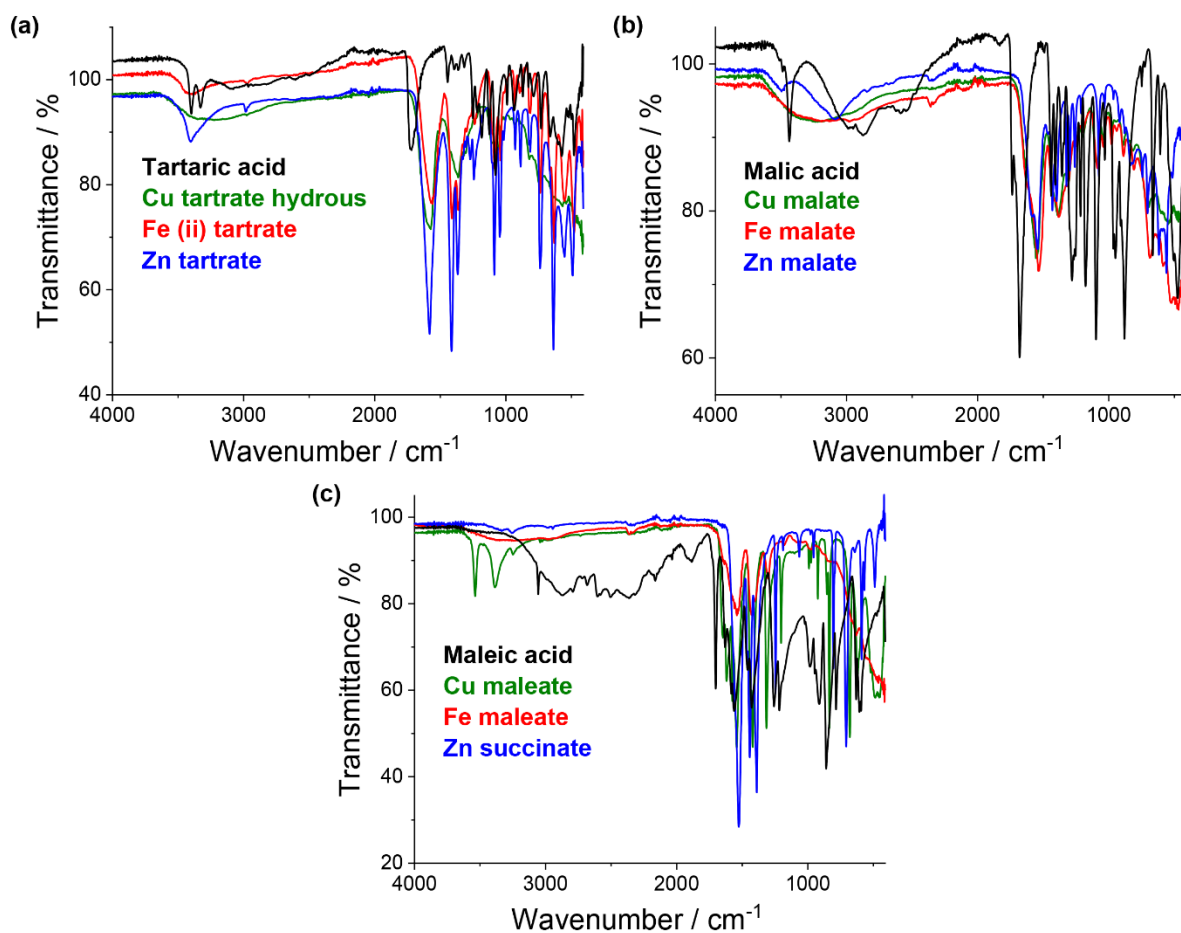 (a)
100
80
60
40
Transmittance / %
Tartaric acid
Cu tartrate hydrous
Fe (ii) tartrate
Zn tartrate
4000 3000 2000 1000
Wavenumber / cm⁻¹
(b)
100
80
60
Transmittance / %
Malic acid
Cu malate
Fe malate
Zn malate
4000 3000 2000 1000
Wavenumber / cm⁻¹
(c)
100
80
60
40
20
Transmittance / %
Maleic acid
Cu maleate
Fe maleate
Zn succinate
4000 3000 2000 1000
Wavenumber / cm⁻¹